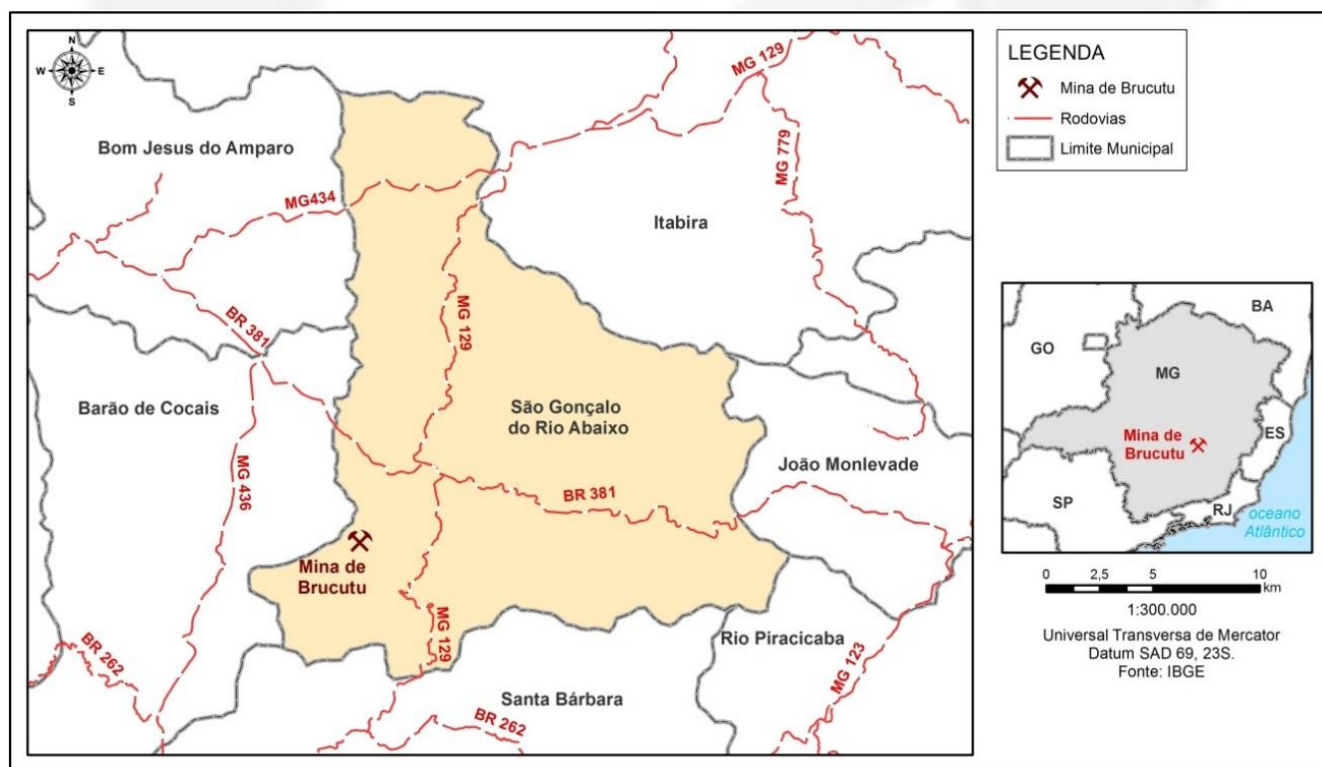 N
W
E
S
Bom Jesus do Amparo
MG 129
MG 779
MG434
Itabira
BR 381
MG 129
Barão de Cocais
São Gonçalo
do Rio Abaixo
MG 436
João Monlevade
BR 381
Mina de
Brucutu
MG 129
Rio Piracicaba
BR 262
MG 123
Santa Bárbara
BR 262
LEGENDA
Mina de Brucutu
Rodovias
Limite Municipal
BA
GO
MG
Mina de
Brucutu
ES
SP
RJ
oceano
Atlântico
0 2,5 5 10
km
1:300.000
Universal Transversa de Mercator
Datum SAD 69, 23S.
Fonte: IBGE